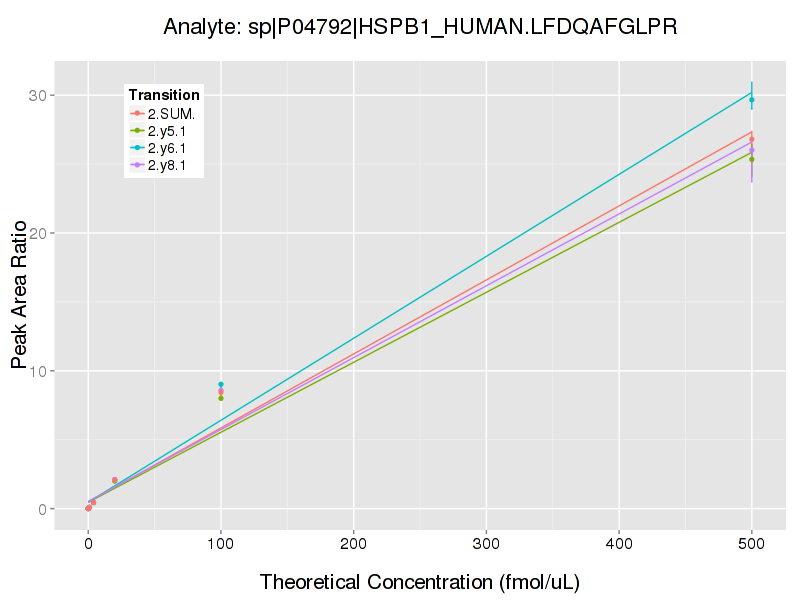 Analyte: sp|P04792|HSPB1_HUMAN.LFDQAFGLPR
Transition
2.SUM.
2.y5.1
2.y6.1
2.y8.1
30
20
10
0
Peak Area Ratio
0 100 200 300 400 500
Theoretical Concentration (fmol/uL)